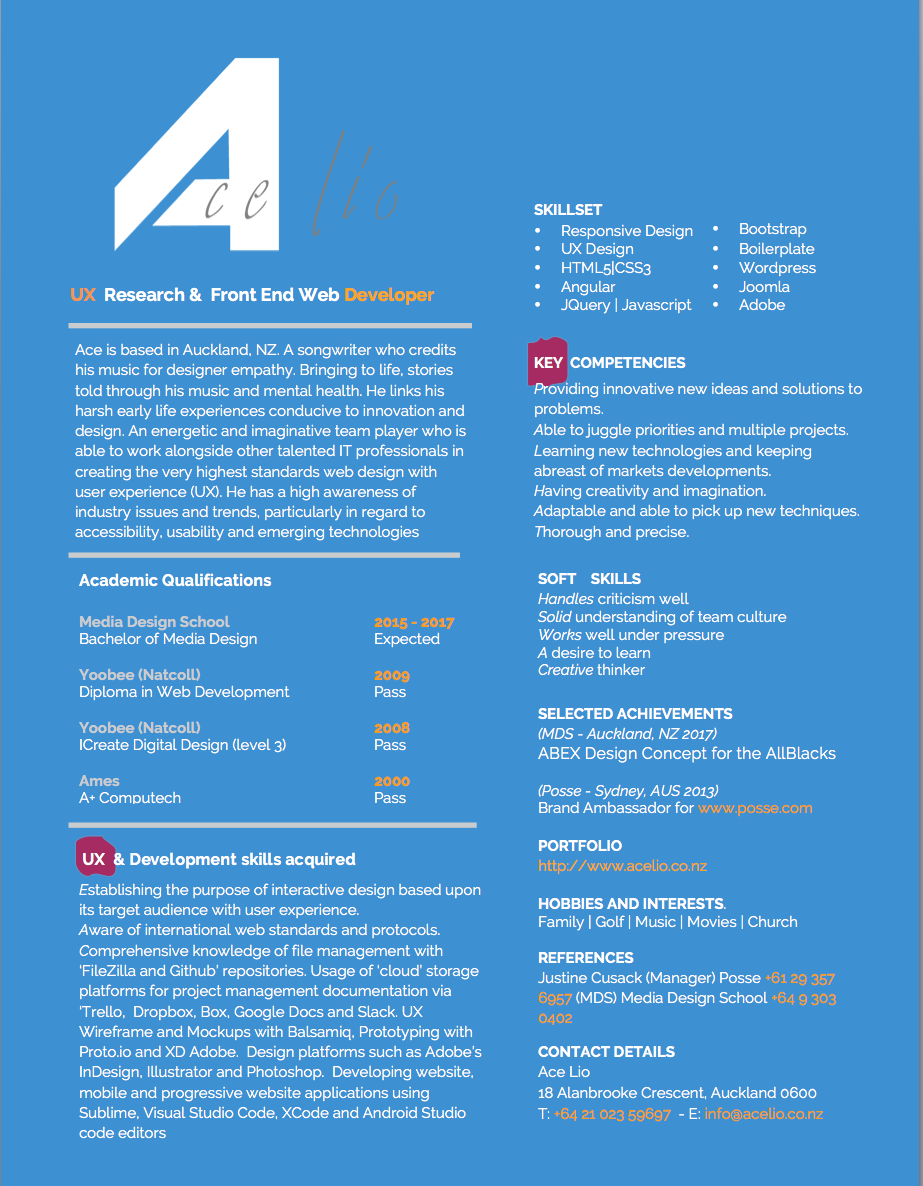 Ace lio
UX Research & Front End Web Developer
Ace is based in Auckland, NZ. A songwriter who credits
his music for designer empathy. Bringing to life, stories
told through his music and mental health. He links his
harsh early life experiences conducive to innovation and
design. An energetic and imaginative team player who is
able to work alongside other talented IT professionals in
creating the very highest standards web design with
user experience (UX). He has a high awareness of
industry issues and trends, particularly in regard to
accessibility, usability and emerging technologies
Academic Qualifications
Media Design School 2015 - 2017
Bachelor of Media Design Expected
Yoobee (Natcoll) 2009
Diploma in Web Development Pass
Yoobee (Natcoll) 2008
ICreate Digital Design (level 3) Pass
Ames 2000
A+ Computech Pass
UX & Development skills acquired
Establishing the purpose of interactive design based upon
its target audience with user experience.
Aware of international web standards and protocols.
Comprehensive knowledge of file management with
'FileZilla and Github' repositories. Usage of 'cloud' storage
platforms for project management documentation via
'Trello, Dropbox, Box, Google Docs and Slack. UX
Wireframe and Mockups with Balsamiq, Prototyping with
Proto.io and XD Adobe. Design platforms such as Adobe's
InDesign, Illustrator and Photoshop. Developing website,
mobile and progressive website applications using
Sublime, Visual Studio Code, XCode and Android Studio
code editors
SKILLSET
• Responsive Design
• UX Design
• HTML5|CSS3
• Angular
• JQuery | Javascript
• Bootstrap
• Boilerplate
• Wordpress
• Joomla
• Adobe
KEY COMPETENCIES
Providing innovative new ideas and solutions to
problems.
Able to juggle priorities and multiple projects.
Learning new technologies and keeping
abreast of markets developments.
Having creativity and imagination.
Adaptable and able to pick up new techniques.
Thorough and precise.
SOFT SKILLS
Handles criticism well
Solid understanding of team culture
Works well under pressure
A desire to learn
Creative thinker
SELECTED ACHIEVEMENTS
(MDS - Auckland, NZ 2017)
ABEX Design Concept for the AllBlacks
(Posse - Sydney, AUS 2013)
Brand Ambassador for www.posse.com
PORTFOLIO
http://www.acelio.co.nz
HOBBIES AND INTERESTS.
Family | Golf | Music | Movies | Church
REFERENCES
Justine Cusack (Manager) Posse +61 29 357
6957 (MDS) Media Design School +64 9 303
0402
CONTACT DETAILS
Ace Lio
18 Alanbrooke Crescent, Auckland 0600
T: +64 21 023 59697 - E: info@acelio.co.nz